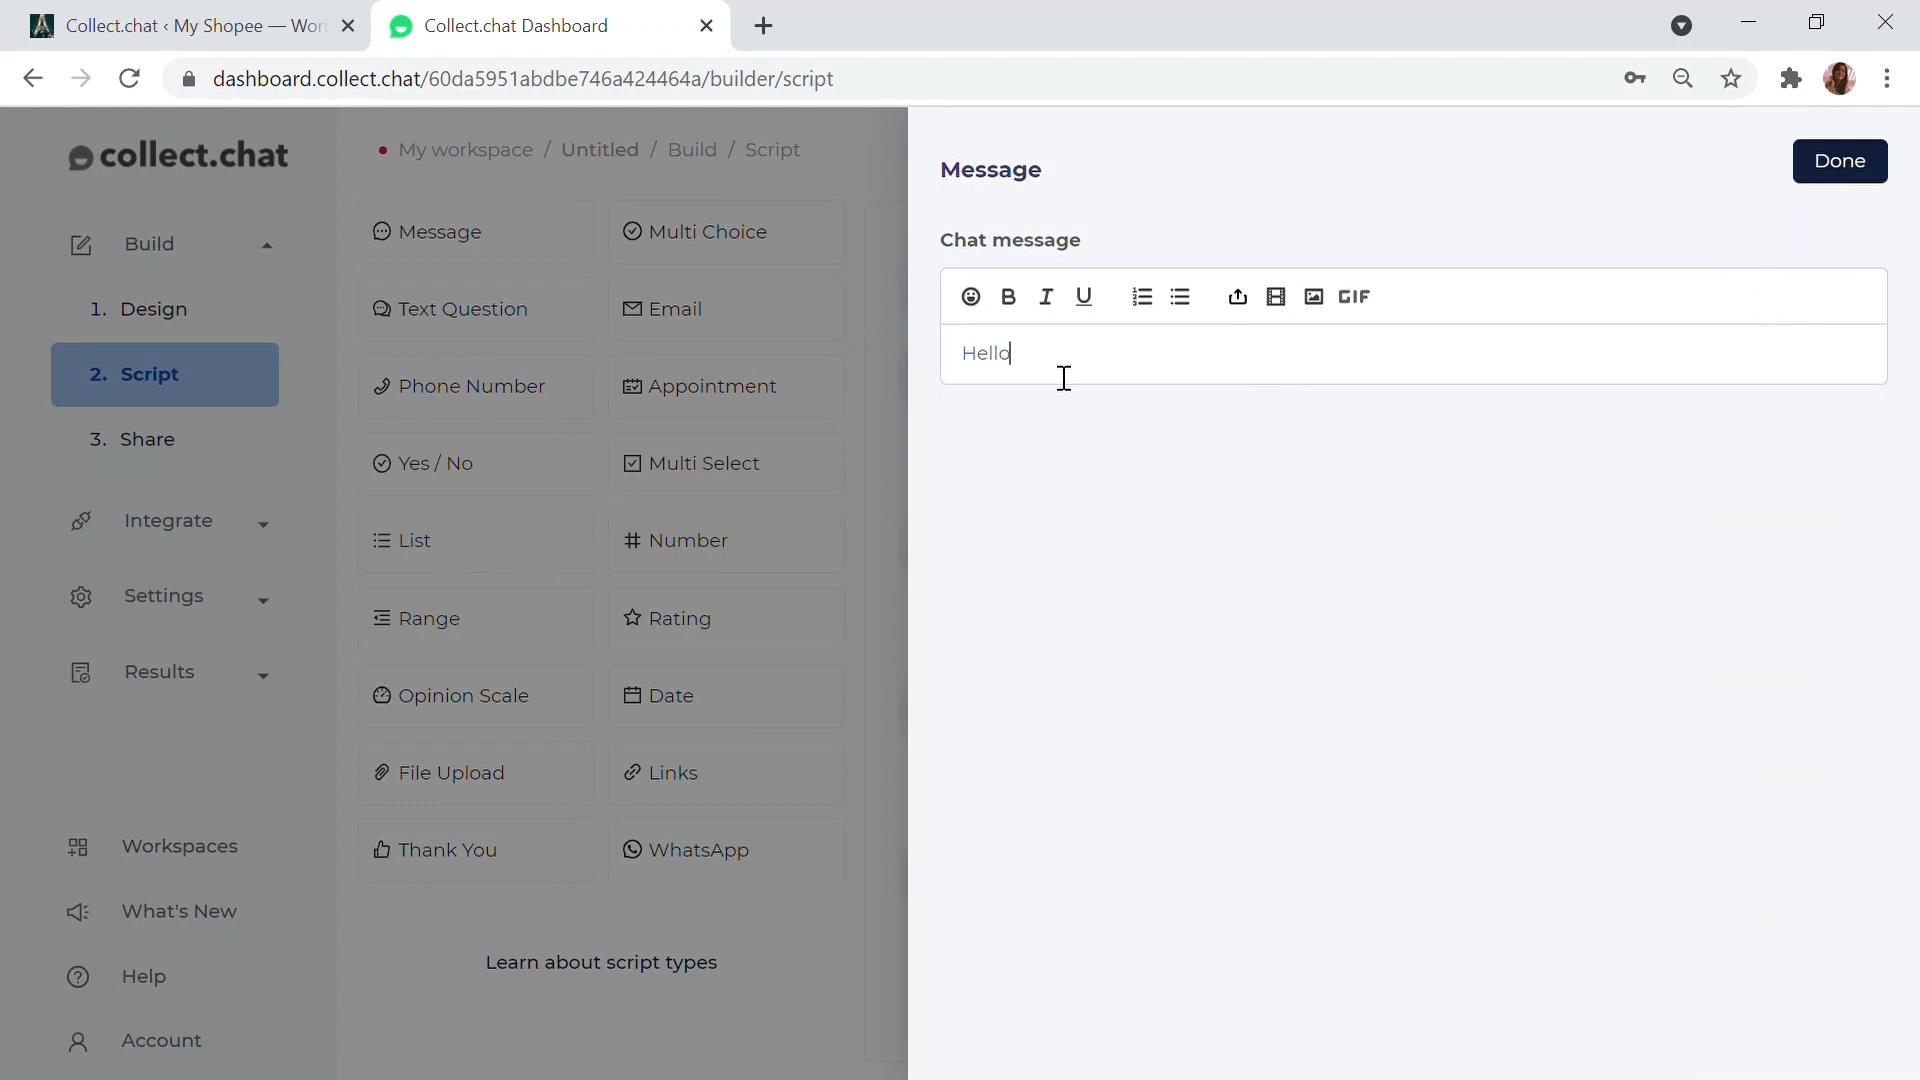 Collect.chat ‹ My Shopee — Wor
Collect.chat Dashboard
dashboard.collect.chat/60da5951abdbe746a424464a/builder/script
collect.chat
Build
1. Design
2. Script
3. Share
Integrate
Settings
Results
Workspaces
What's New
Help
Account
My workspace / Untitled / Build / Script
Message
Multi Choice
Text Question
Email
Phone Number
Appointment
Yes / No
Multi Select
List
Number
Range
Rating
Opinion Scale
Date
File Upload
Links
Thank You
WhatsApp
Learn about script types
Message
Done
Chat message
B I U GIF
Hello